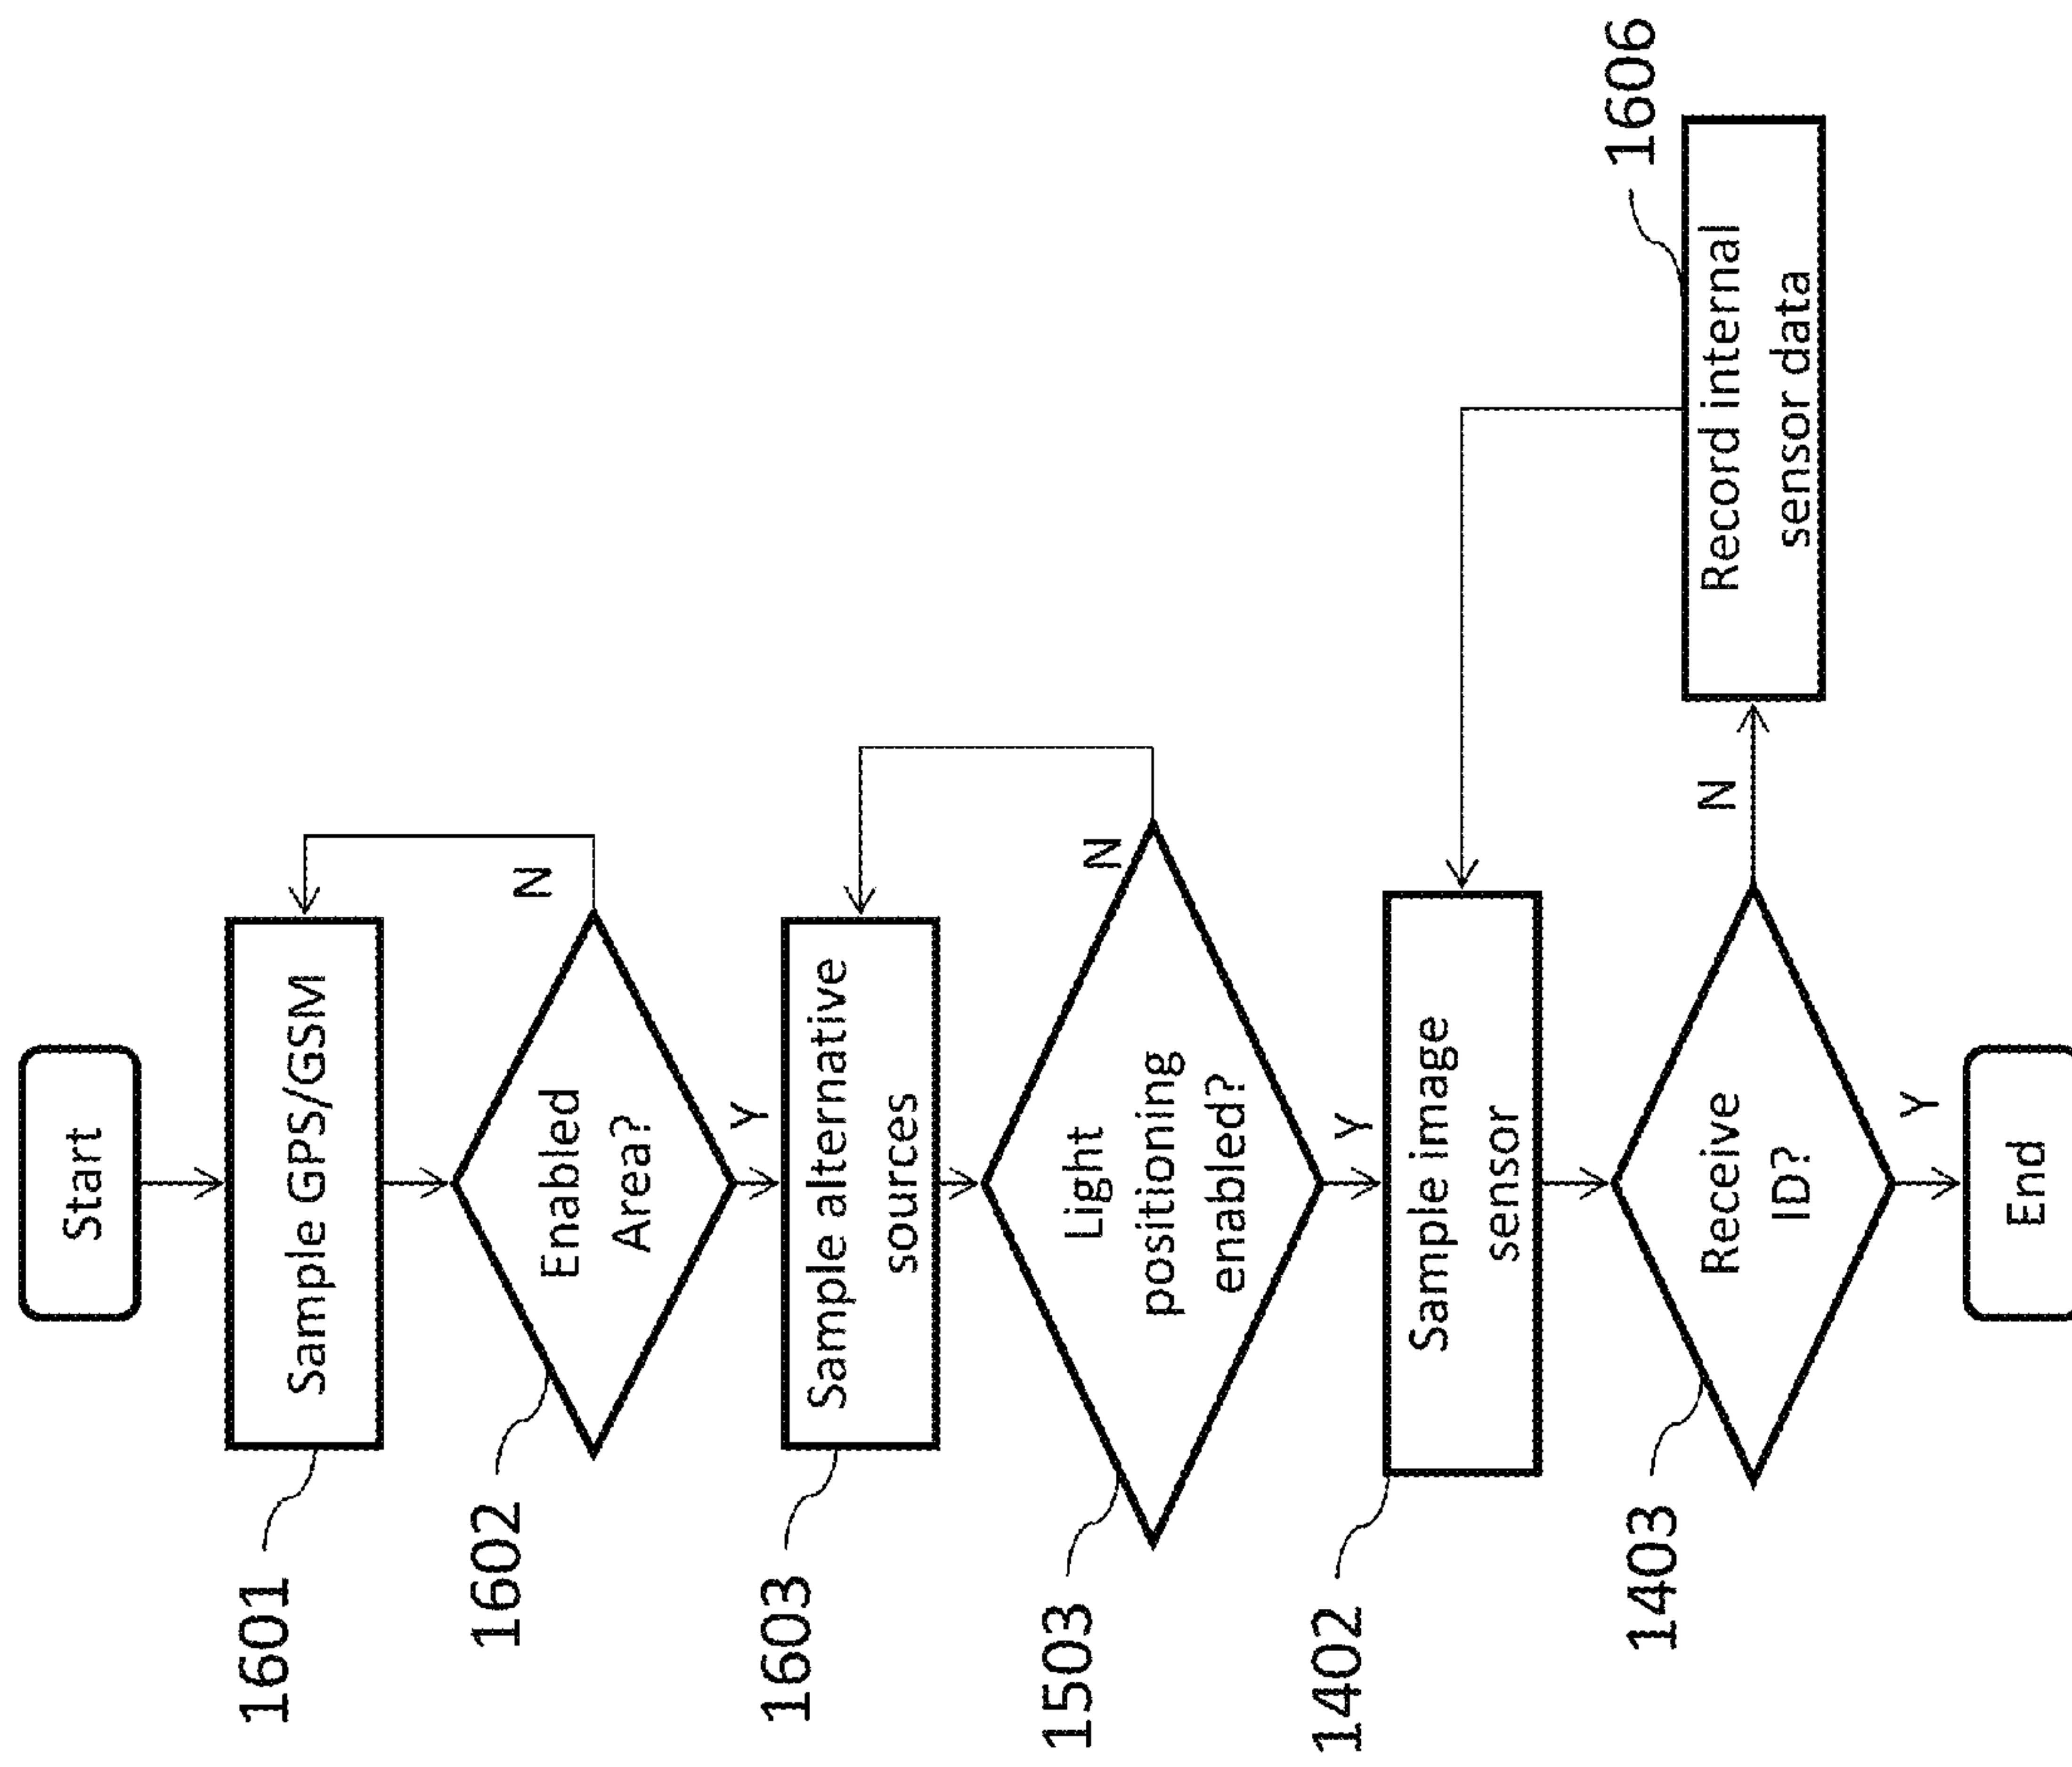 Start
1601
Sample GPS/GSM
1602
Enabled
Area?
N
Y
1603
Sample alternative
sources
1503
Light
positioning
enabled?
N
Y
1402
Sample image
sensor
1403
Receive
ID?
N
1606
Record internal
sensor data
Y
End